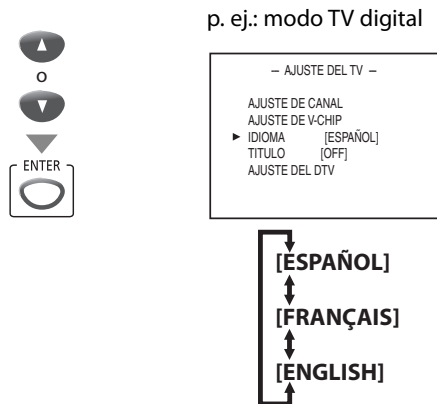 p. ej.: modo TV digital
o
ENTER
– AJUSTE DEL TV –
AJUSTE DE CANAL
AJUSTE DE V-CHIP
IDIOMA [ESPAÑOL]
TITULO [OFF]
AJUSTE DEL DTV
[ESPAÑOL]
[FRANÇAIS]
[ENGLISH]